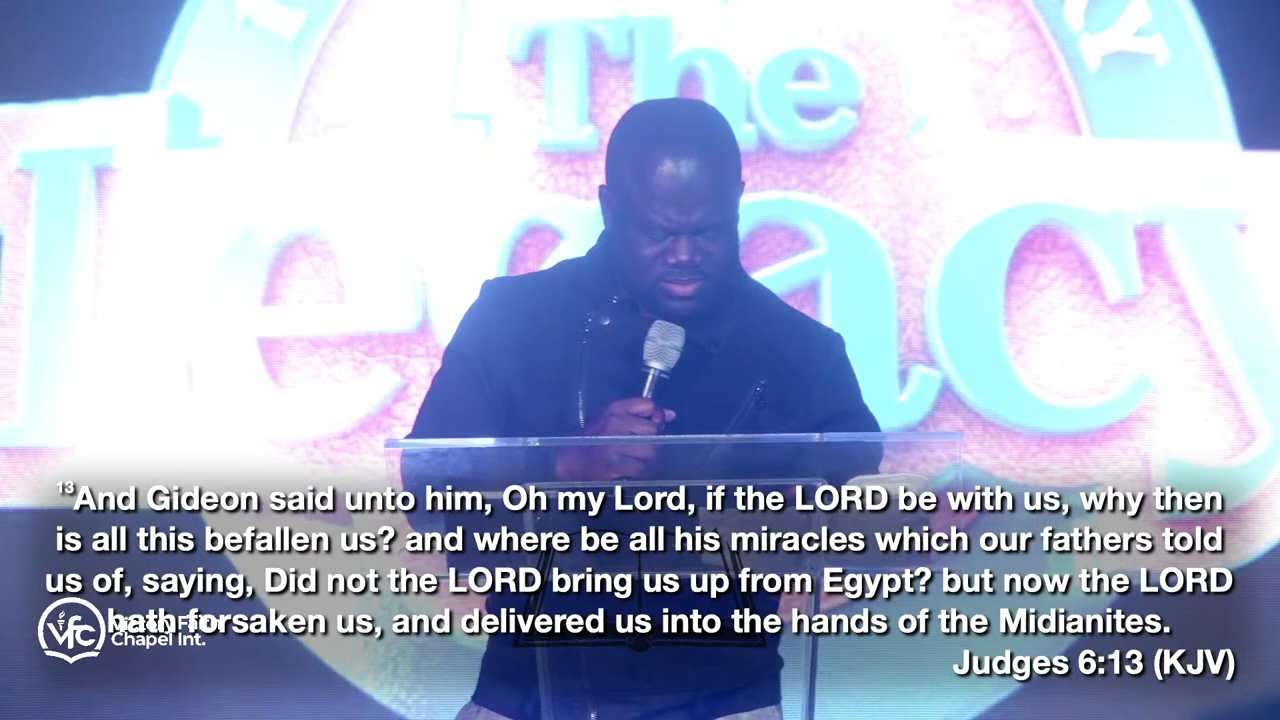 The
Legacy
¹³And Gideon said unto him, Oh my Lord, if the LORD be with us, why then
is all this befallen us? and where be all his miracles which our fathers told
us of, saying, Did not the LORD bring us up from Egypt? but now the LORD
hath forsaken us, and delivered us into the hands of the Midianites.
Judges 6:13 (KJV)
vfc
Chapel Int.